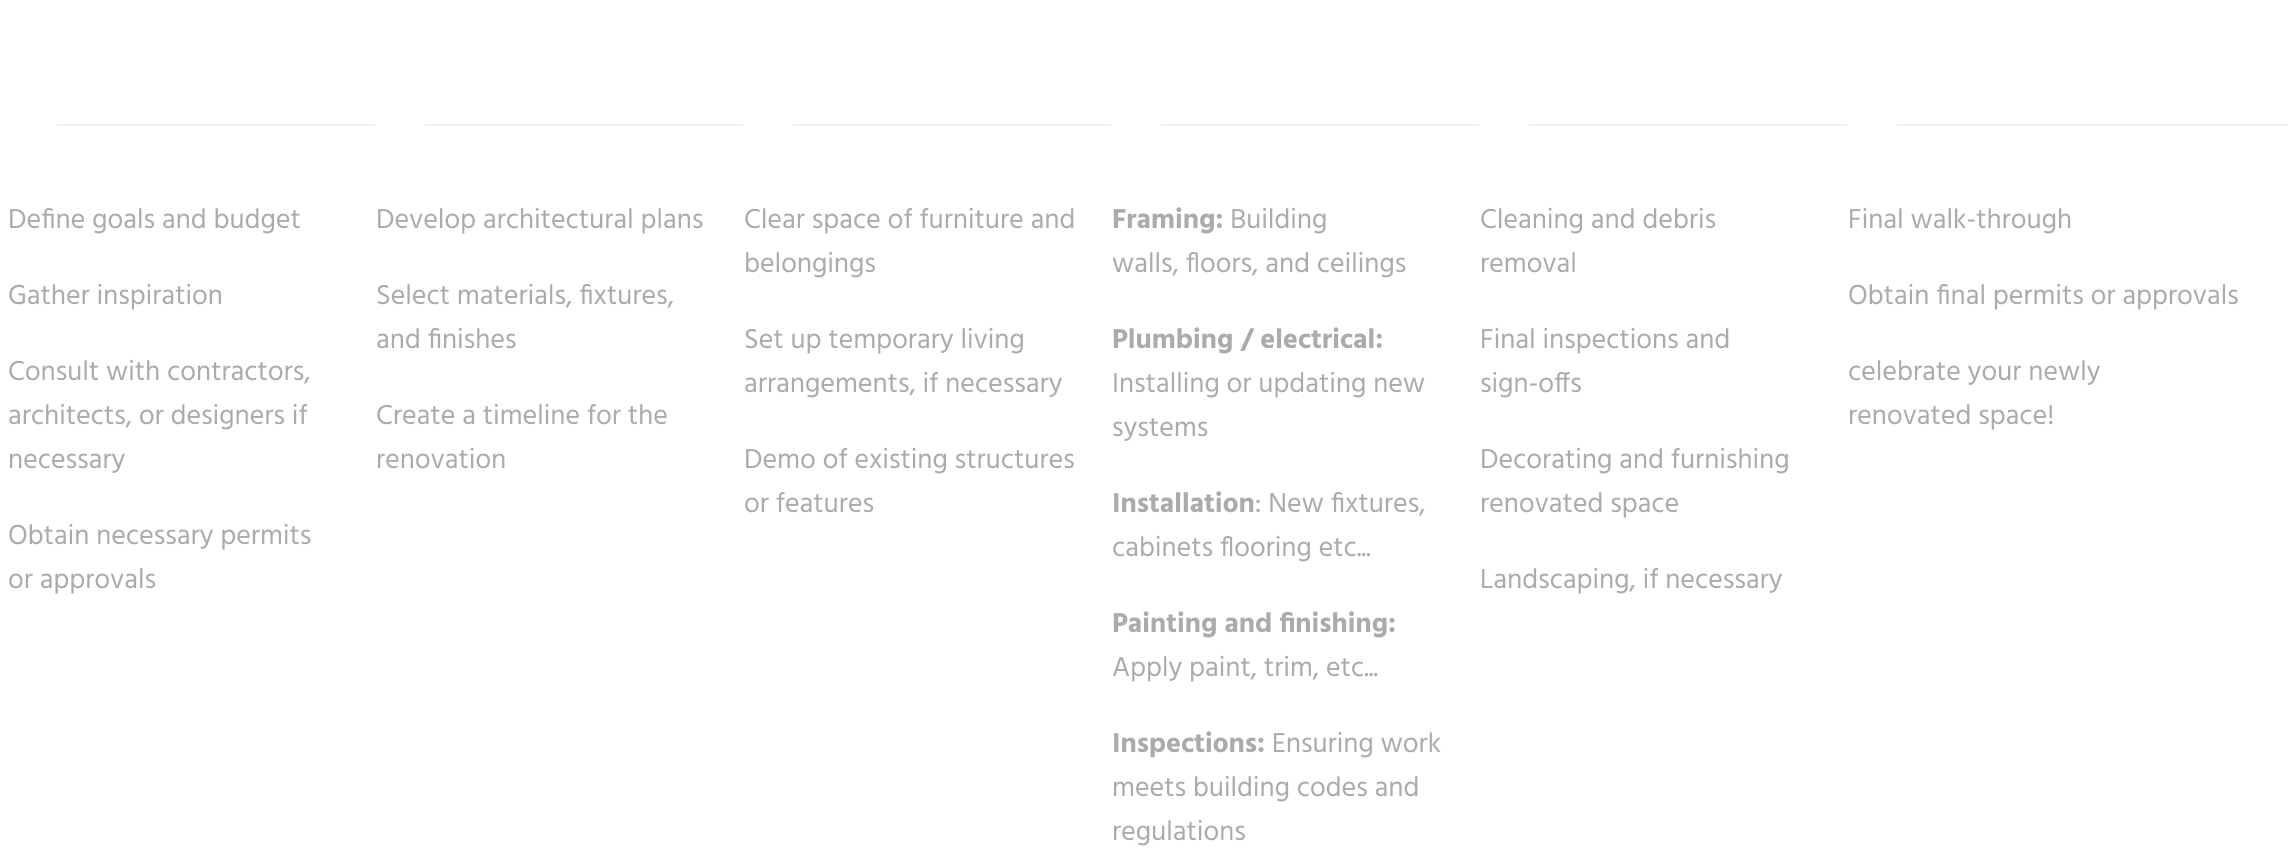 Define goals and budget
Gather inspiration
Consult with contractors,
architects, or designers if
necessary
Obtain necessary permits
or approvals
Develop architectural plans
Select materials, fixtures,
and finishes
Create a timeline for the
renovation
Clear space of furniture and
belongings
Set up temporary living
arrangements, if necessary
Demo of existing structures
or features
Framing: Building
walls, floors, and ceilings
Plumbing / electrical:
Installing or updating new
systems
Installation: New fixtures,
cabinets flooring etc...
Painting and finishing:
Apply paint, trim, etc...
Inspections: Ensuring work
meets building codes and
regulations
Cleaning and debris
removal
Final inspections and
sign-offs
Decorating and furnishing
renovated space
Landscaping, if necessary
Final walk-through
Obtain final permits or approvals
celebrate your newly
renovated space!